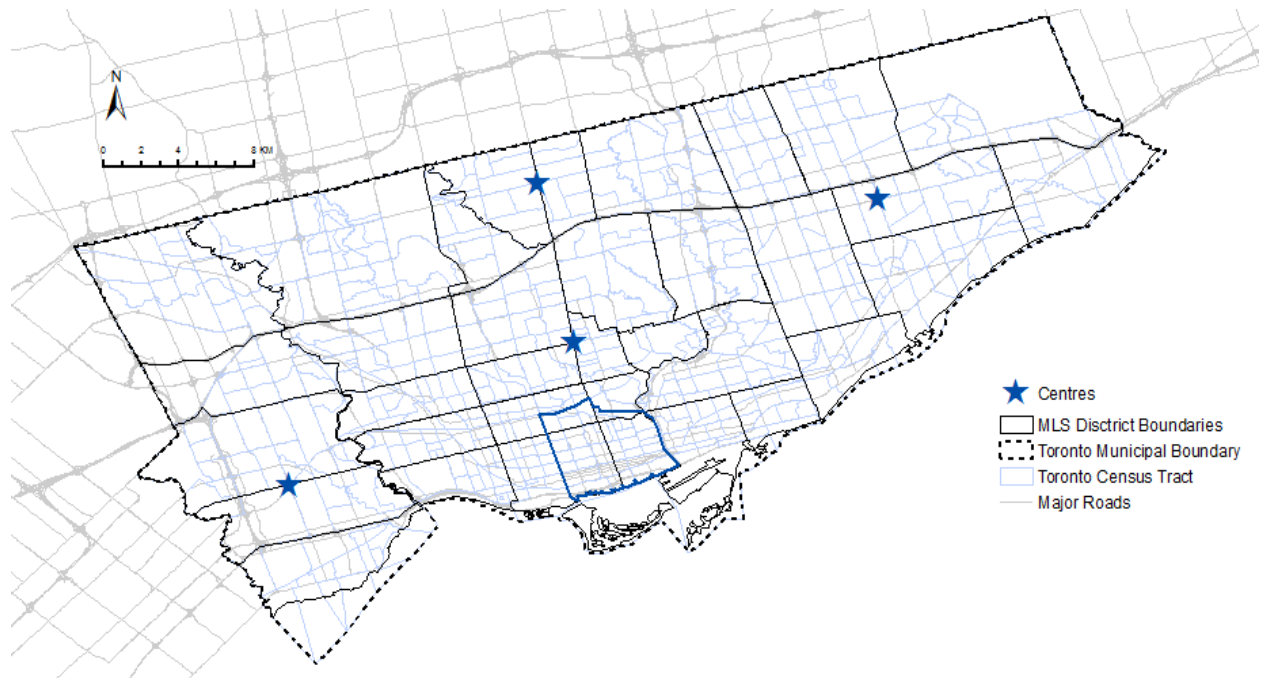 N
0 2 4 8 KM
Centres
MLS Disctrict Boundaries
Toronto Municipal Boundary
Toronto Census Tract
Major Roads